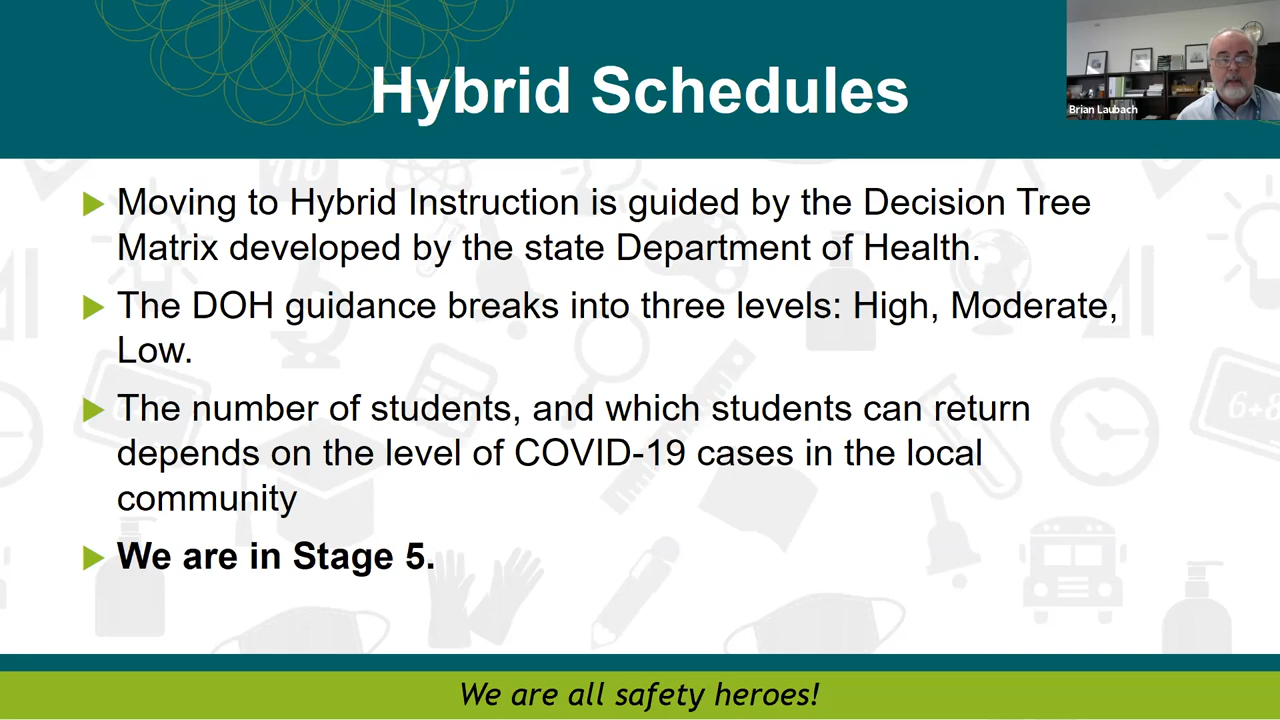 Hybrid Schedules
Brian Laubach
Moving to Hybrid Instruction is guided by the Decision Tree
Matrix developed by the state Department of Health.
The DOH guidance breaks into three levels: High, Moderate,
Low.
The number of students, and which students can return
depends on the level of COVID-19 cases in the local
community
We are in Stage 5.
6+8
We are all safety heroes!